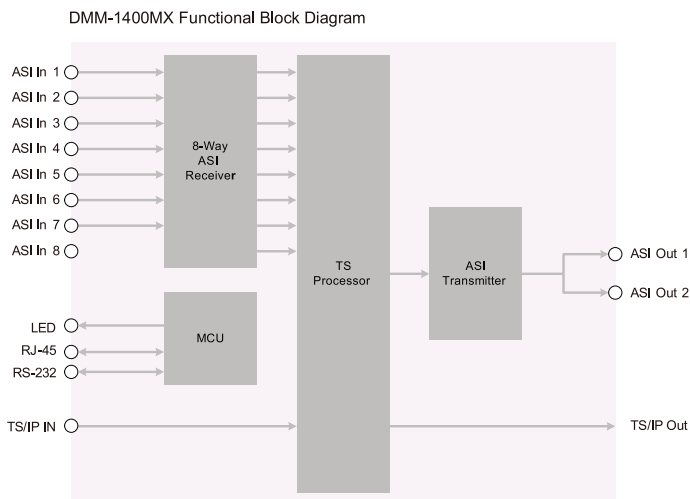 DMM-1400MX Functional Block Diagram
ASI In 1
ASI In 2
ASI In 3
ASI In 4
ASI In 5
ASI In 6
ASI In 7
ASI In 8
8-Way
ASI
Receiver
TS
Processor
ASI
Transmitter
ASI Out 1
ASI Out 2
LED
RJ-45
RS-232
MCU
TS/IP IN
TS/IP Out